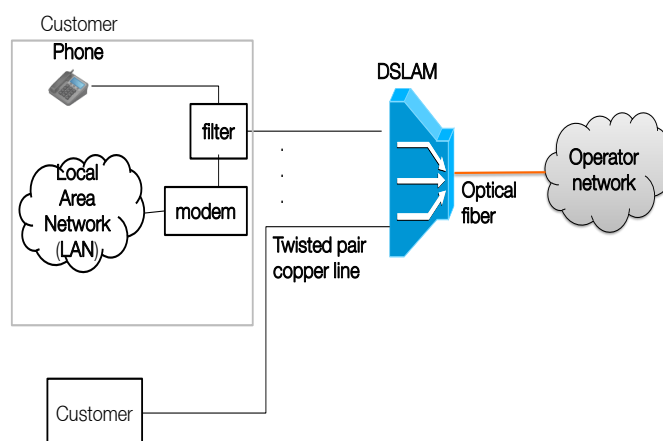 Customer
Phone
DSLAM
filter
Local
Area
Network
(LAN)
modem
Operator
network
Optical
fiber
Twisted pair
copper line
Customer